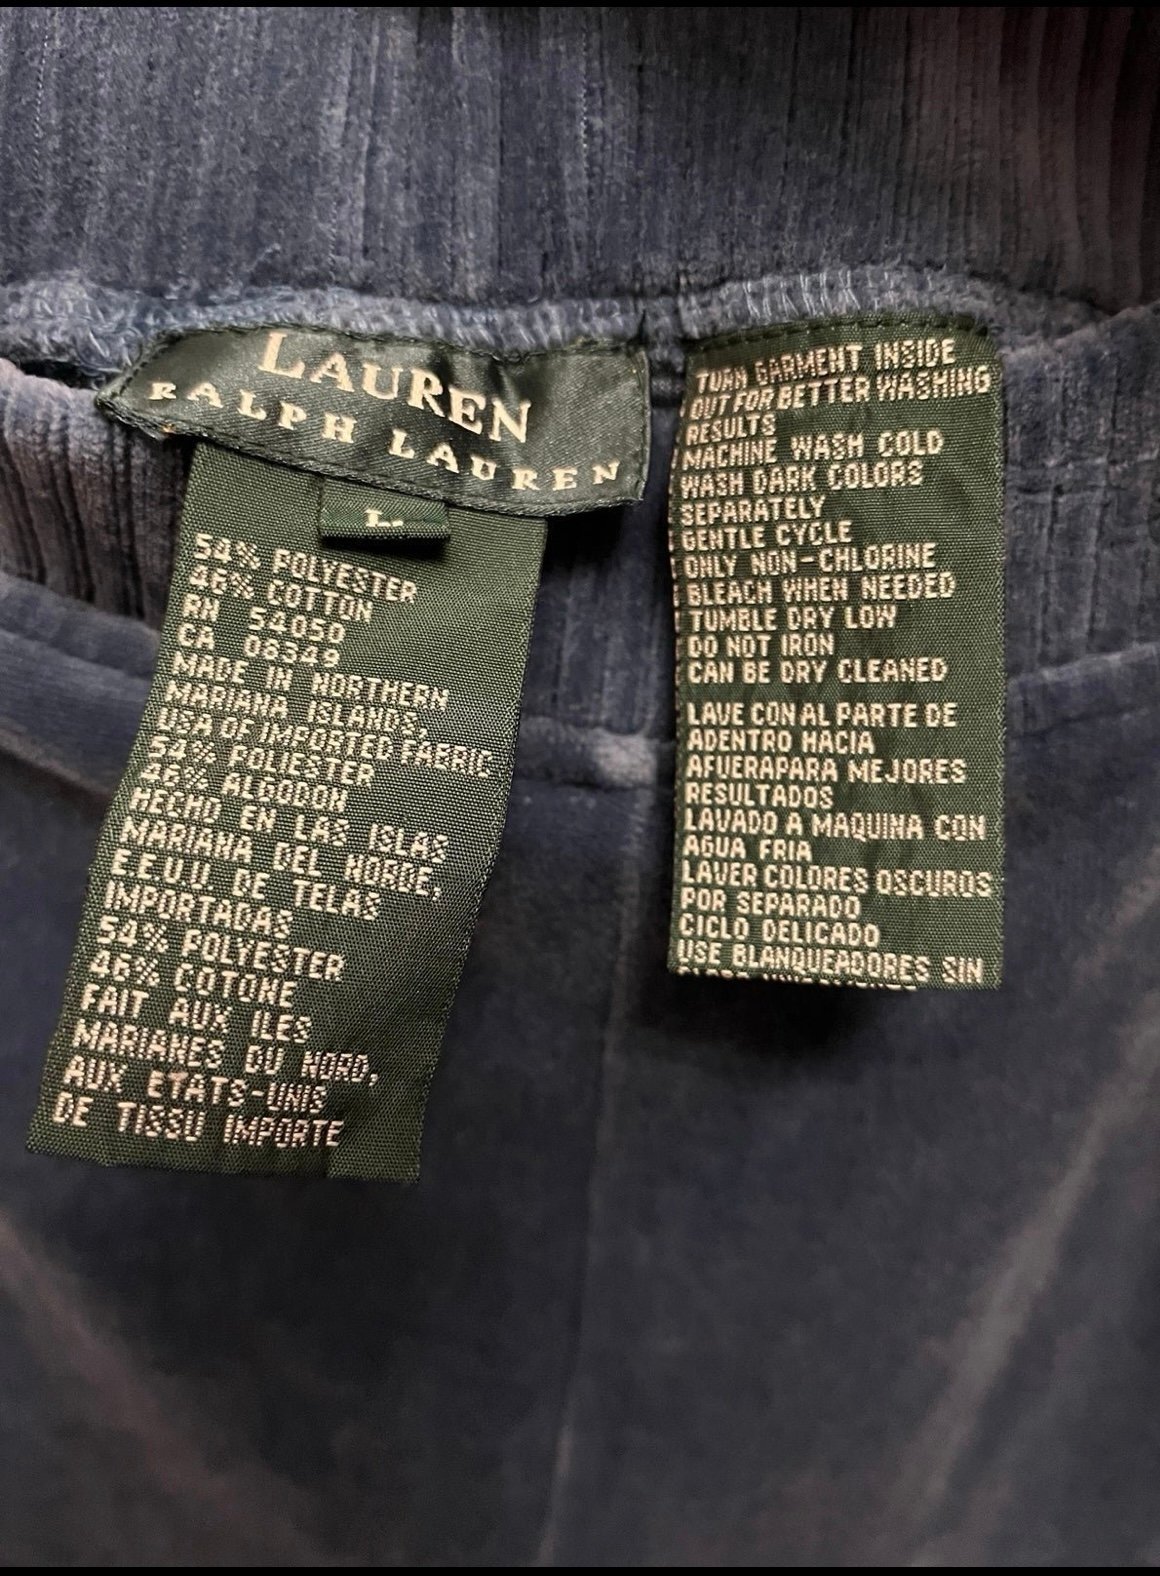 LAUREN
RALPH LAUREN
L.
54% POLYESTER
46% COTTON
RN 54050
CA 08349
MADE IN NORTHERN
MARIANA ISLANDS,
USA OF IMPORTED FABRIC
54% POLIESTER
46% ALGODON
HECHO EN LAS ISLAS
MARIANA DEL NORDE,
E.E.U.U. DE TELAS
IMPORTADAS
54% POLYESTER
46% COTONE
FAIT AUX ILES
MARIANES DU NORD,
AUX ETATS-UNIS
DE TISSU IMPORTE
TURN GARMENT INSIDE
OUT FOR BETTER WASHING
RESULTS
MACHINE WASH COLD
WASH DARK COLORS
SEPARATELY
GENTLE CYCLE
ONLY NON-CHLORINE
BLEACH WHEN NEEDED
TUMBLE DRY LOW
DO NOT IRON
CAN BE DRY CLEANED
LAVE CON AL PARTE DE
ADENTRO HACIA
AFUERAPARA MEJORES
RESULTADOS
LAVADO A MAQUINA CON
AGUA FRIA
LAVER COLORES OSCUROS
POR SEPARADO
CICLO DELICADO
USE BLANQUEADORES SIN